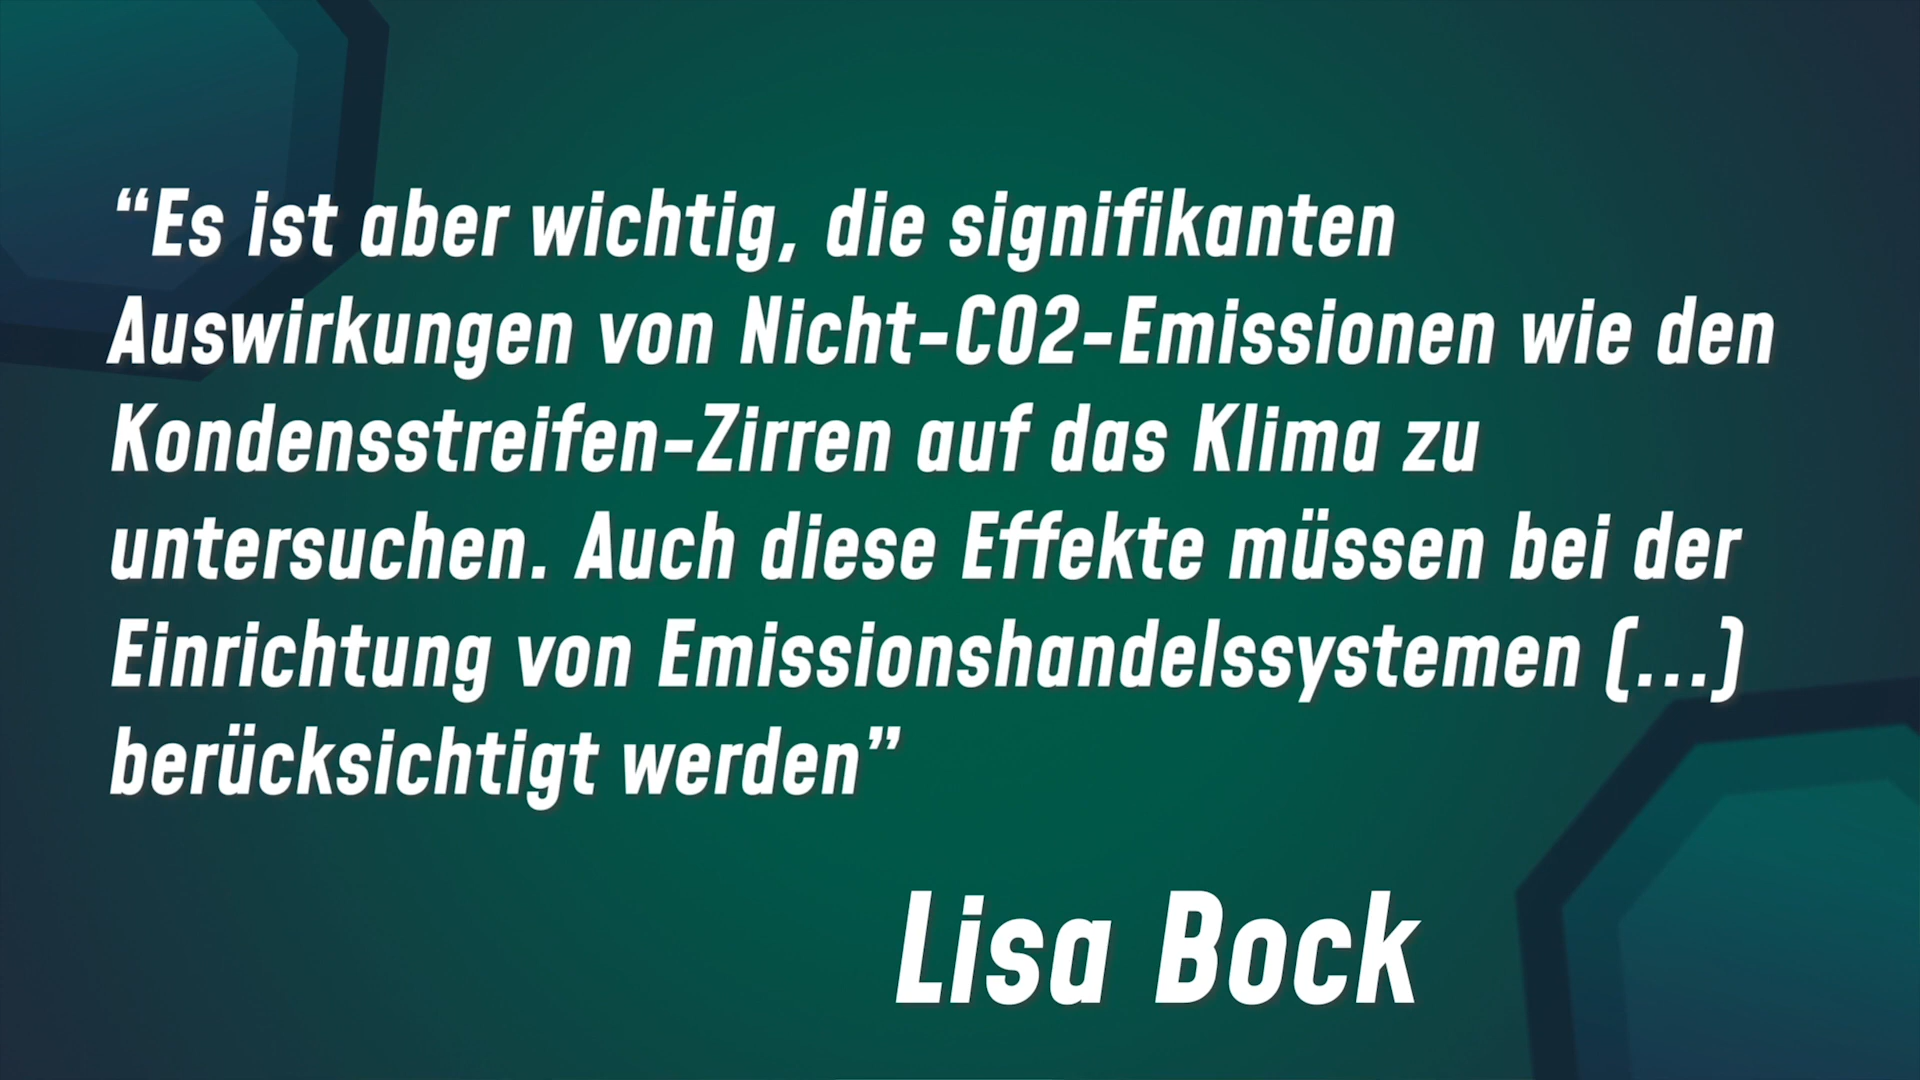 “Es ist aber wichtig, die signifikanten
Auswirkungen von Nicht-CO2-Emissionen wie den
Kondensstreifen-Zirren auf das Klima zu
untersuchen. Auch diese Effekte müssen bei der
Einrichtung von Emissionshandelssystemen (...)
berücksichtigt werden”
Lisa Bock